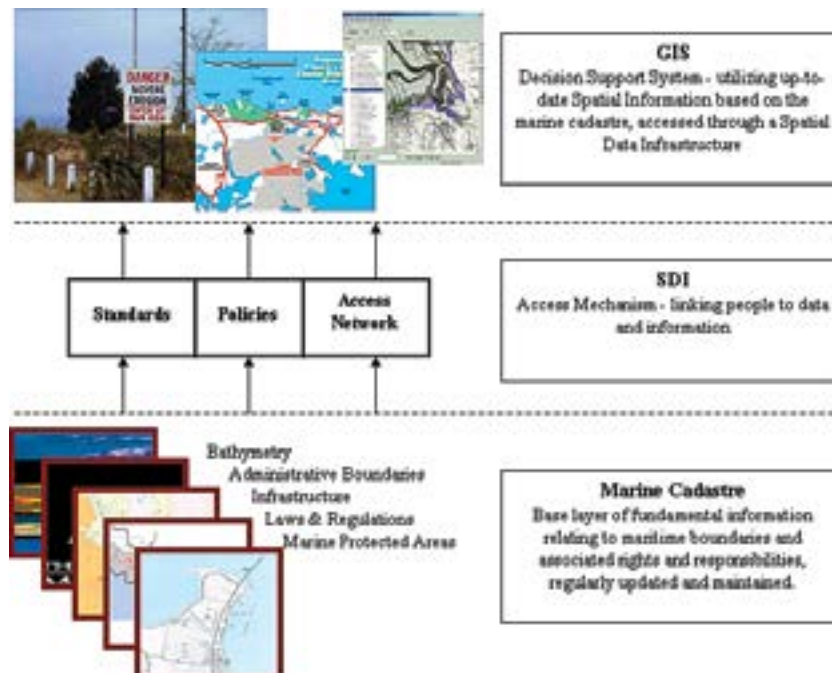 DANGER
SEVERE
EROSION
GIS
Decision Support System - utilizing up-to-
date Spatial Information based on the
marine cadastre, accessed through a Spatial
Data Infrastructure
Standards
Policies
Access
Network
SDI
Access Mechanism - linking people to data
and information
Bathymetry
Administrative Boundaries
Infrastructure
Laws & Regulations
Marine Protected Areas
Marine Cadastre
Base layer of fundamental information
relating to maritime boundaries and
associated rights and responsibilities,
regularly updated and maintained.